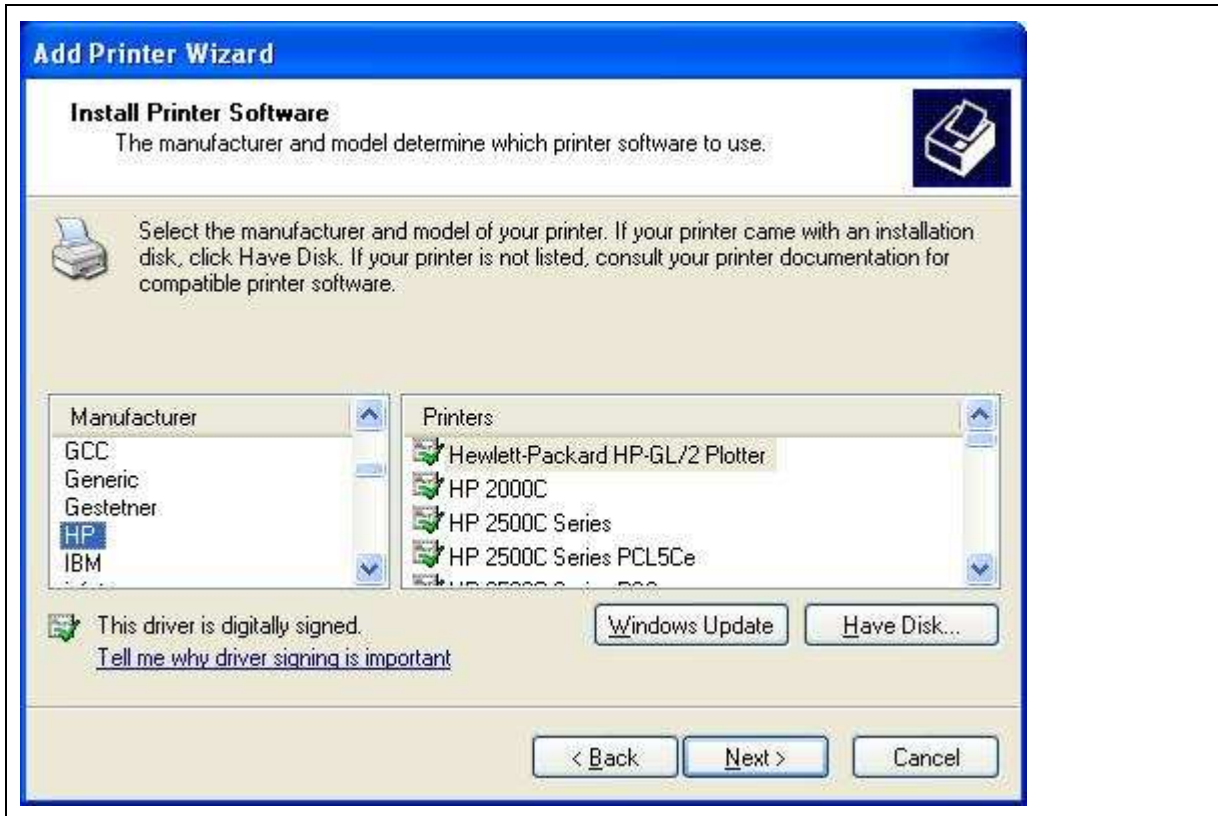 Add Printer Wizard
Install Printer Software
The manufacturer and model determine which printer software to use.
Select the manufacturer and model of your printer. If your printer came with an installation
disk, click Have Disk. If your printer is not listed, consult your printer documentation for
compatible printer software.
Manufacturer
GCC
Generic
Gestetner
HP
IBM
Printers
Hewlett-Packard HP-GL/2 Plotter
HP 2000C
HP 2500C Series
HP 2500C Series PCL5Ce
This driver is digitally signed.
Tell me why driver signing is important
Windows Update
Have Disk...
< Back
Next >
Cancel